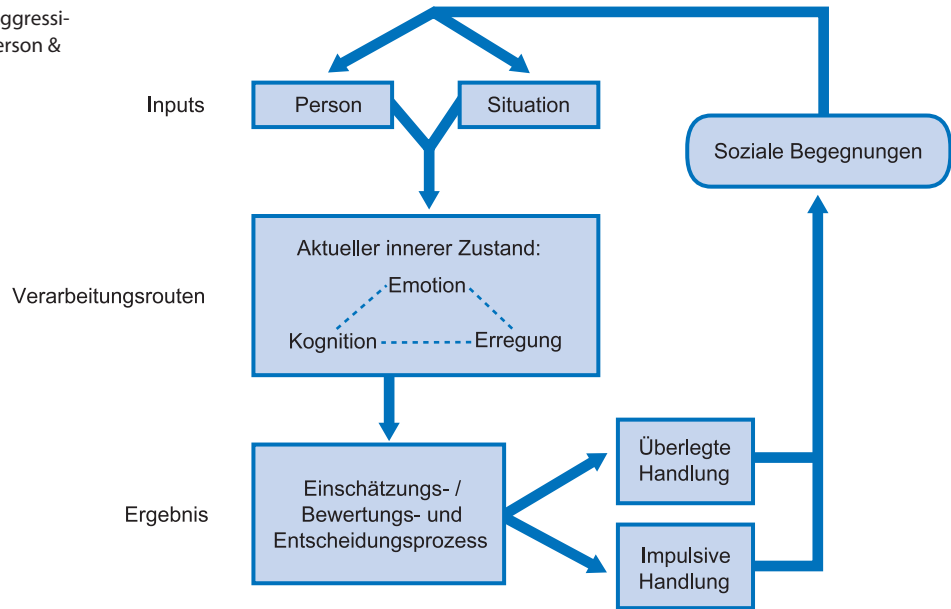 ggressi-
erson &
Inputs
Person
Situation
Soziale Begegnungen
Verarbeitungsrouten
Aktueller innerer Zustand:
Emotion
Kognition
Erregung
Ergebnis
Einschätzungs- /
Bewertungs- und
Entscheidungsprozess
Überlegte
Handlung
Impulsive
Handlung